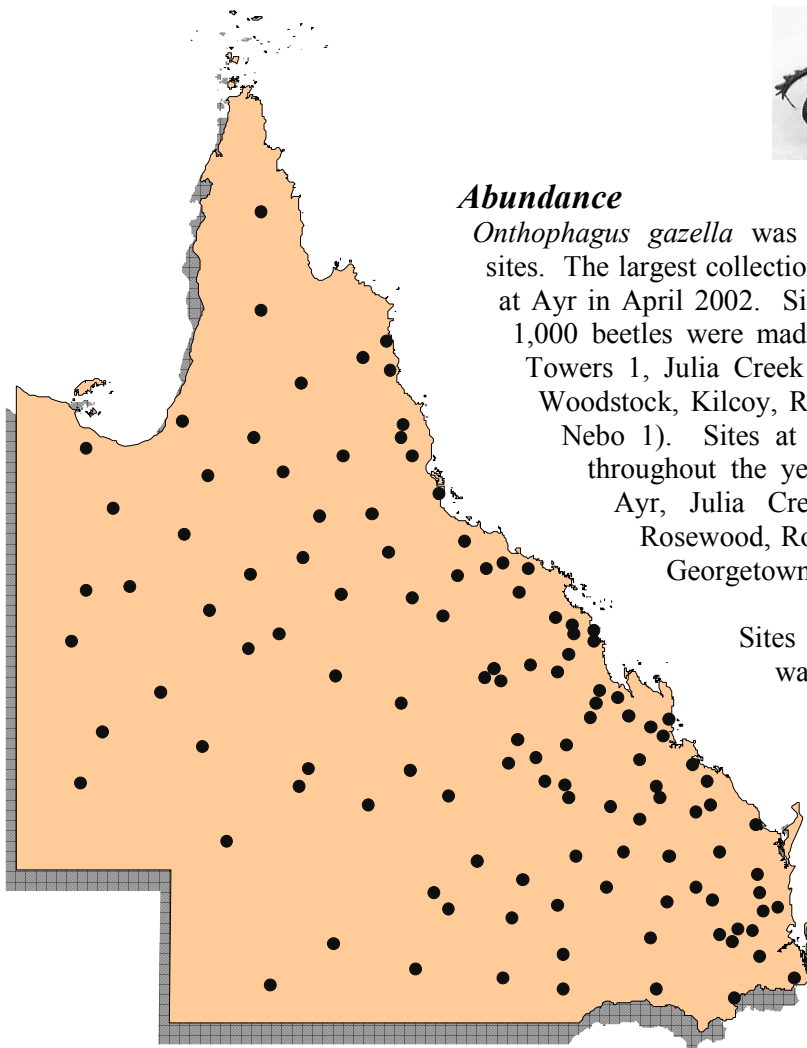 Abundance
Onthophagus gazella was
sites. The largest collection
at Ayr in April 2002. Si
1,000 beetles were mad
Towers 1, Julia Creek
Woodstock, Kilcoy, R
Nebo 1). Sites at
throughout the ye
Ayr, Julia Cre
Rosewood, Ro
Georgetown
Sites
wa